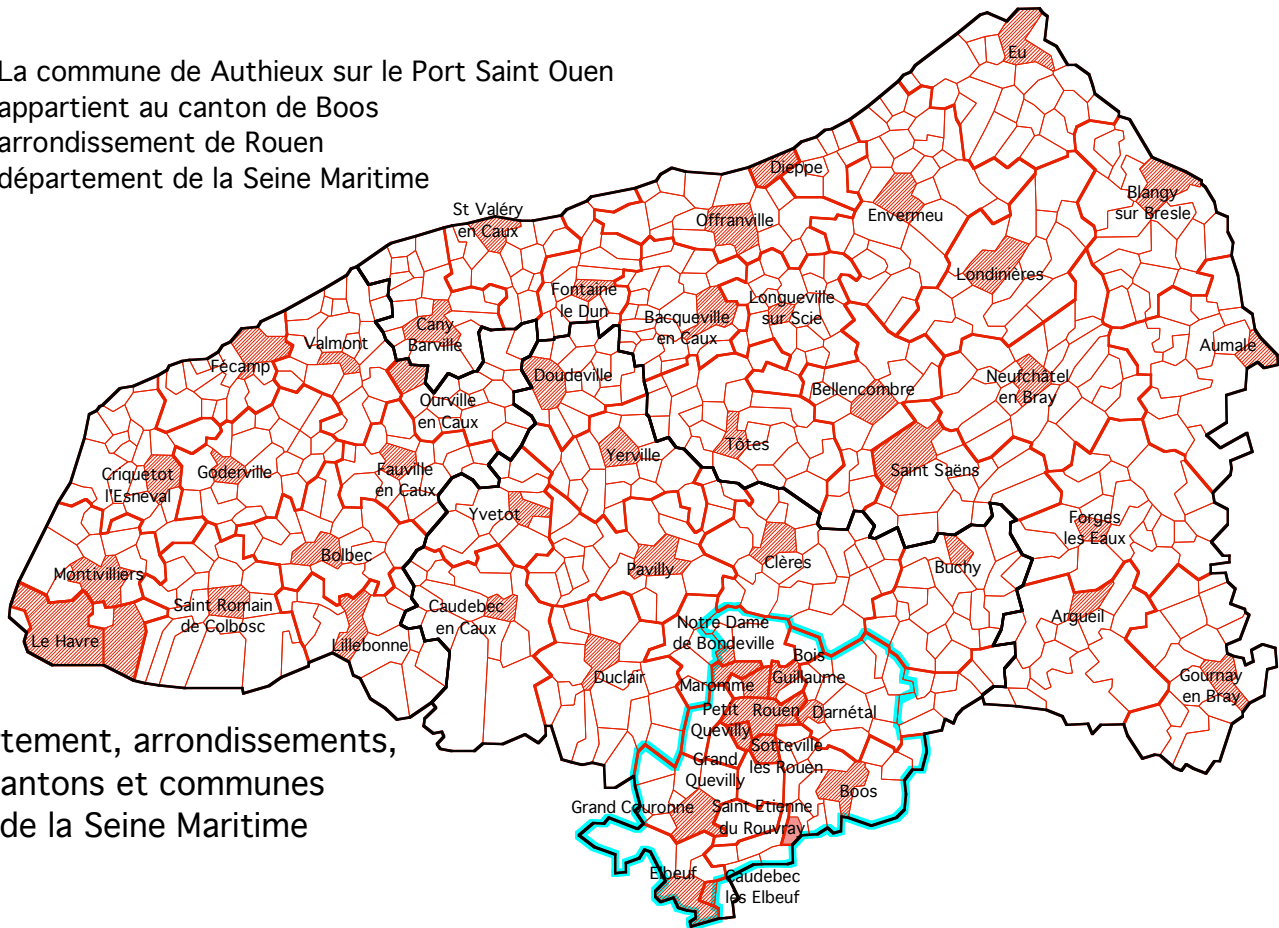 La commune de Authieux sur le Port Saint Ouen
appartient au canton de Boos
arrondissement de Rouen
département de la Seine Maritime
Eu
Dieppe
Blangy
sur Bresle
St Valéry
en Caux
Offranville
Envermeu
Londinières
Fontaine
le Dun
Bacqueville
en Caux
Longueville
sur Scie
Cany
Barville
Valmont
Fécamp
Aumale
Doudeville
Bellencombre
Neufchâtel
en Bray
Ourville
en Caux
Tôtes
Yerville
Criquetot
l'Esneval
Goderville
Fauville
en Caux
Saint Saëns
Yvetot
Forges
les Eaux
Bolbec
Montivilliers
Pavilly
Clères
Buchy
Saint Romain
de Colbosc
Caudebec
en Caux
Argueil
Le Havre
Lillebonne
Notre Dame
de Bondeville
Bois
Guillaume
Duclair
Maromme
Gournay
en Bray
Petit
Quevilly
Rouen
Darnétal
Sotteville
les Rouen
Grand
Quevilly
Boos
Grand Couronne
Saint Etienne
du Rouvray
Elbeuf
Caudebec
les Elbeuf
rtement, arrondissements,
antons et communes
de la Seine Maritime